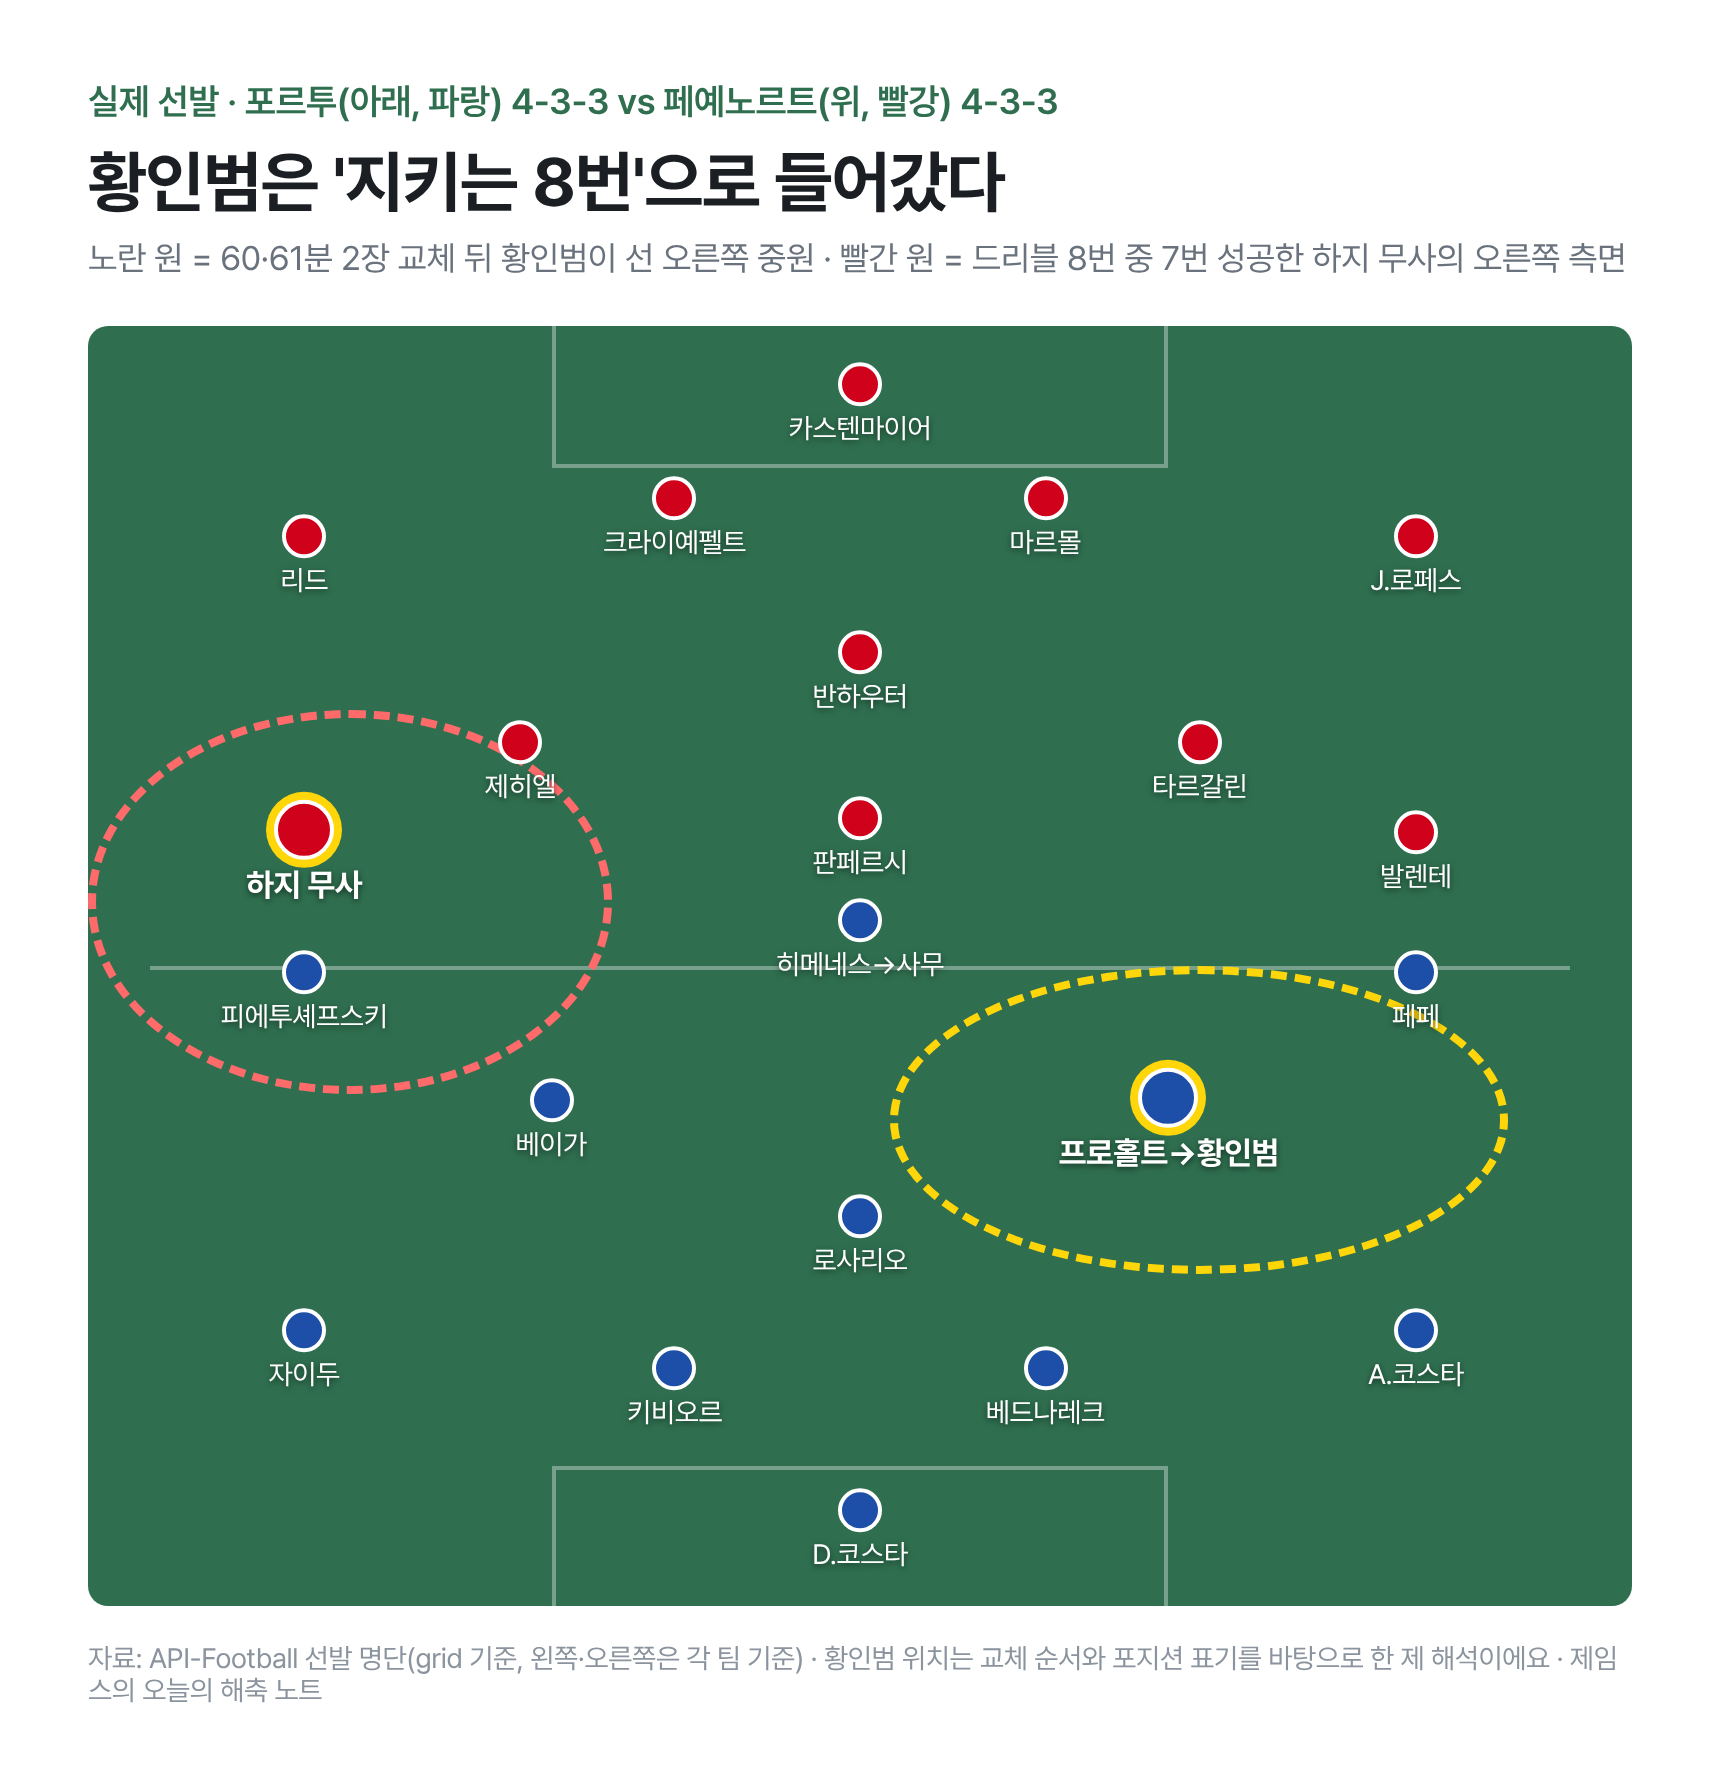 실제 선발 · 포르투(아래, 파랑) 4-3-3 vs 페예노르트(위, 빨강) 4-3-3
황인범은 '지키는 8번'으로 들어갔다
노란 원 = 60·61분 2장 교체 뒤 황인범이 선 오른쪽 중원 · 빨간 원 = 드리블 8번 중 7번 성공한 하지 무사의 오른쪽 측면
카스텐마이어
크라이예펠트
마르몰
리드
J.로페스
반하우터
제히엘
타르갈린
판페르시
발렌테
하지 무사
히메네스→사무
피에투셰프스키
페페
베이가
프로홀트→황인범
로사리오
자이두
A.코스타
키비오르
베드나레크
D.코스타
자료: API-Football 선발 명단(grid 기준, 왼쪽·오른쪽은 각 팀 기준) · 황인범 위치는 교체 순서와 포지션 표기를 바탕으로 한 제 해석이에요 · 제임
스의 오늘의 해축 노트